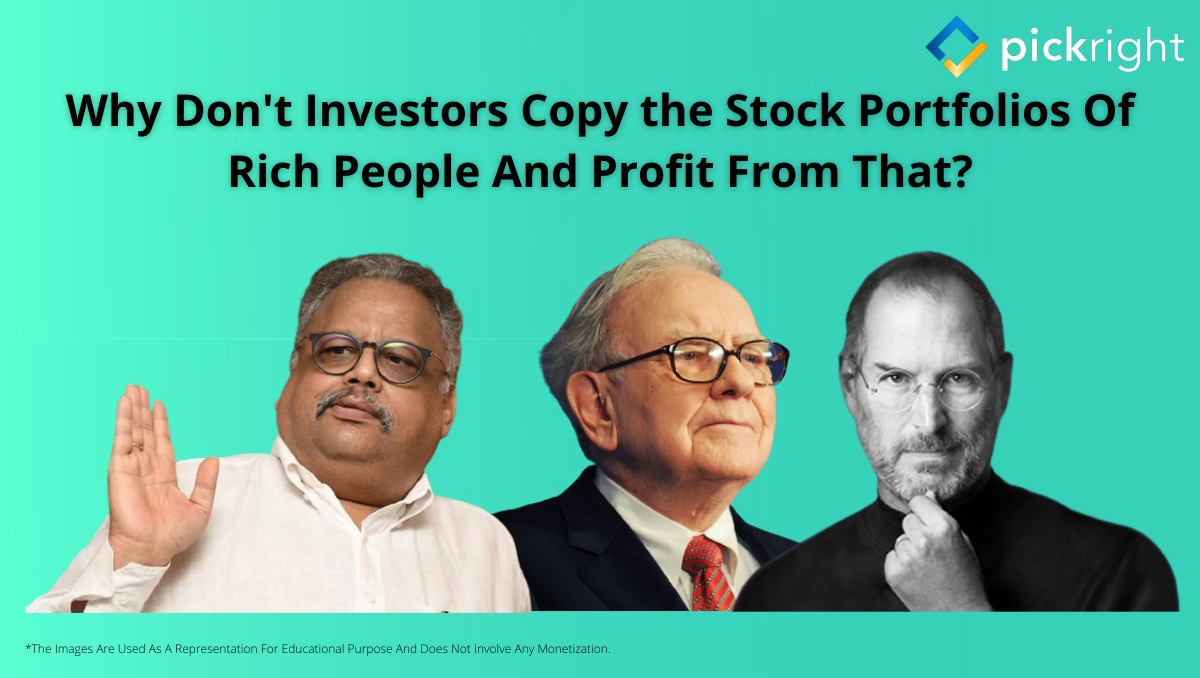 pickright
Why Don't Investors Copy the Stock Portfolios Of
Rich People And Profit From That?
*The Images Are Used As A Representation For Educational Purpose And Does Not Involve Any Monetization.